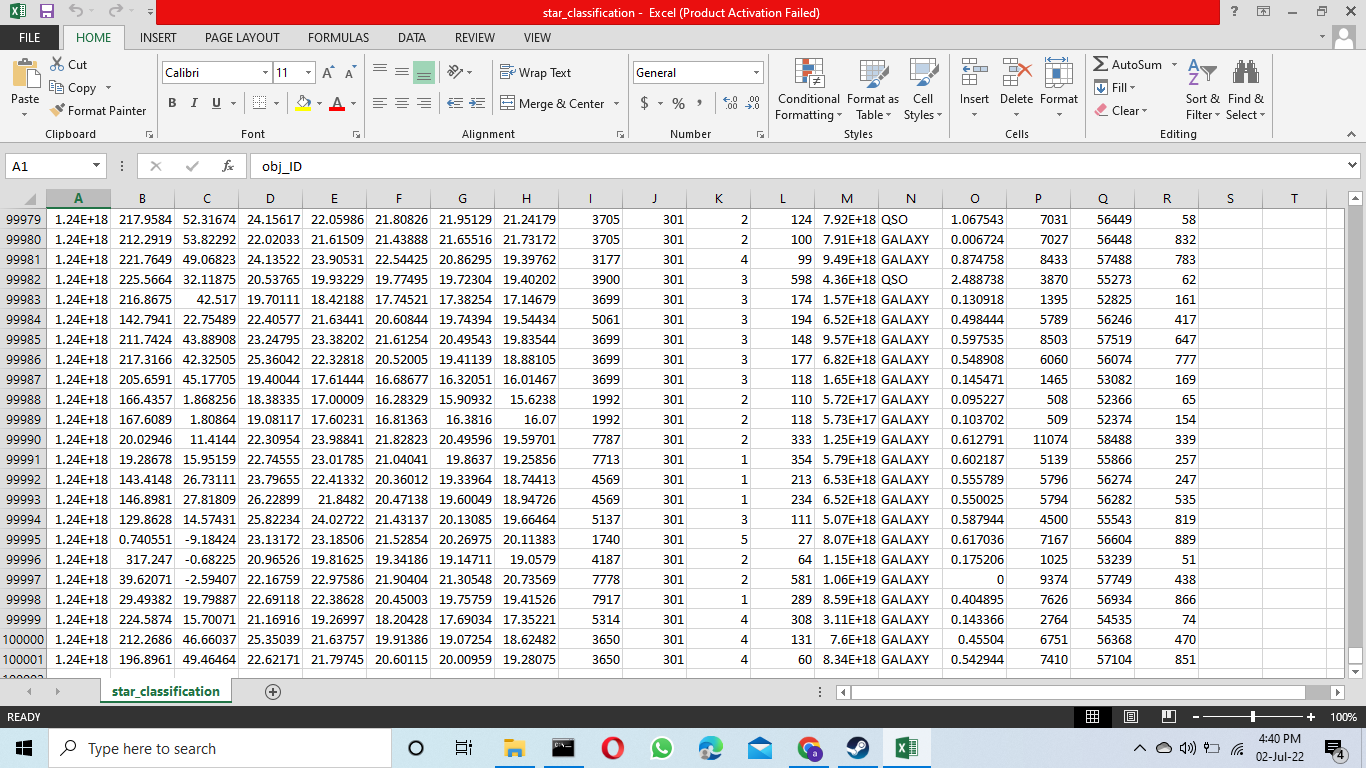 star_classification - Excel (Product Activation Failed)
FILE HOME INSERT PAGE LAYOUT FORMULAS DATA REVIEW VIEW
Paste Cut Copy Format Painter Calibri 11 Wrap Text Merge & Center General Conditional Formatting Format as Table Cell Styles Insert Delete Format AutoSum Fill Clear Sort & Filter Find & Select
Clipboard Font Alignment Number Styles Cells Editing
A1 fx obj_ID
A B C D E F G H I J K L M N O P Q R S T
99979 1.24E+18 217.9584 52.31674 24.15617 22.05986 21.80826 21.95129 21.24179 3705 301 2 124 7.92E+18 QSO 1.067543 7031 56449 58
99980 1.24E+18 212.2919 53.82292 22.02033 21.61509 21.43888 21.65516 21.73172 3705 301 2 100 7.91E+18 GALAXY 0.006724 7027 56448 832
99981 1.24E+18 221.7649 49.06823 24.13522 23.90531 22.54425 20.86295 19.39762 3177 301 4 99 9.49E+18 GALAXY 0.874758 8433 57488 783
99982 1.24E+18 225.5664 32.11875 20.53765 19.93229 19.77495 19.72304 19.40202 3900 301 3 598 4.36E+18 QSO 2.488738 3870 55273 62
99983 1.24E+18 216.8675 42.517 19.70111 18.42188 17.74521 17.38254 17.14679 3699 301 3 174 1.57E+18 GALAXY 0.130918 1395 52825 161
99984 1.24E+18 142.7941 22.75489 22.40577 21.63441 20.60844 19.74394 19.54434 5061 301 3 194 6.52E+18 GALAXY 0.498444 5789 56246 417
99985 1.24E+18 211.7424 43.88908 23.24795 23.38202 21.61254 20.49543 19.83544 3699 301 3 148 9.57E+18 GALAXY 0.597535 8503 57519 647
99986 1.24E+18 217.3166 42.32505 25.36042 22.32818 20.52005 19.41139 18.88105 3699 301 3 177 6.82E+18 GALAXY 0.548908 6060 56074 777
99987 1.24E+18 205.6591 45.17705 19.40044 17.61444 16.68677 16.32051 16.01467 3699 301 3 118 1.65E+18 GALAXY 0.145471 1465 53082 169
99988 1.24E+18 166.4357 1.868256 18.38335 17.00009 16.28329 15.90932 15.6238 1992 301 2 110 5.72E+17 GALAXY 0.095227 508 52366 65
99989 1.24E+18 167.6089 1.80864 19.08117 17.60231 16.81363 16.3816 16.07 1992 301 2 118 5.73E+17 GALAXY 0.103702 509 52374 154
99990 1.24E+18 20.02946 11.4144 22.30954 23.98841 21.82823 20.49596 19.59701 7787 301 2 333 1.25E+19 GALAXY 0.612791 11074 58488 339
99991 1.24E+18 19.28678 15.95159 22.74555 23.01785 21.04041 19.8637 19.25856 7713 301 1 354 5.79E+18 GALAXY 0.602187 5139 55866 257
99992 1.24E+18 143.4148 26.73111 23.79655 22.41332 20.36012 19.33964 18.74413 4569 301 1 213 6.53E+18 GALAXY 0.555789 5796 56274 247
99993 1.24E+18 146.8981 27.81809 26.22899 21.8482 20.47138 19.60049 18.94726 4569 301 1 234 6.52E+18 GALAXY 0.550025 5794 56282 535
99994 1.24E+18 129.8628 14.57431 25.82234 24.02722 21.43137 20.13085 19.66464 5137 301 3 111 5.07E+18 GALAXY 0.587944 4500 55543 819
99995 1.24E+18 0.740551 -9.18424 23.13172 23.18506 21.52854 20.26975 20.11383 1740 301 5 27 8.07E+18 GALAXY 0.617036 7167 56604 889
99996 1.24E+18 317.247 -0.68225 20.96526 19.81625 19.34186 19.14711 19.0579 4187 301 2 64 1.15E+18 GALAXY 0.175206 1025 53239 51
99997 1.24E+18 39.62071 -2.59407 22.16759 22.97586 21.90404 21.30548 20.73569 7778 301 2 581 1.06E+19 GALAXY 0 9374 57749 438
99998 1.24E+18 29.49382 19.79887 22.69118 22.38628 20.45003 19.75759 19.41526 7917 301 1 289 8.59E+18 GALAXY 0.404895 7626 56934 866
99999 1.24E+18 224.5874 15.70071 21.16916 19.26997 18.20428 17.69034 17.35221 5314 301 4 308 3.11E+18 GALAXY 0.143366 2764 54535 74
100000 1.24E+18 212.2686 46.66037 25.35039 21.63757 19.91386 19.07254 18.62482 3650 301 4 131 7.6E+18 GALAXY 0.45504 6751 56368 470
100001 1.24E+18 196.8961 49.46464 22.62171 21.79745 20.60115 20.00959 19.28075 3650 301 4 60 8.34E+18 GALAXY 0.542944 7410 57104 851
star_classification
READY 100%
Type here to search 4:40 PM
02-Jul-22 4